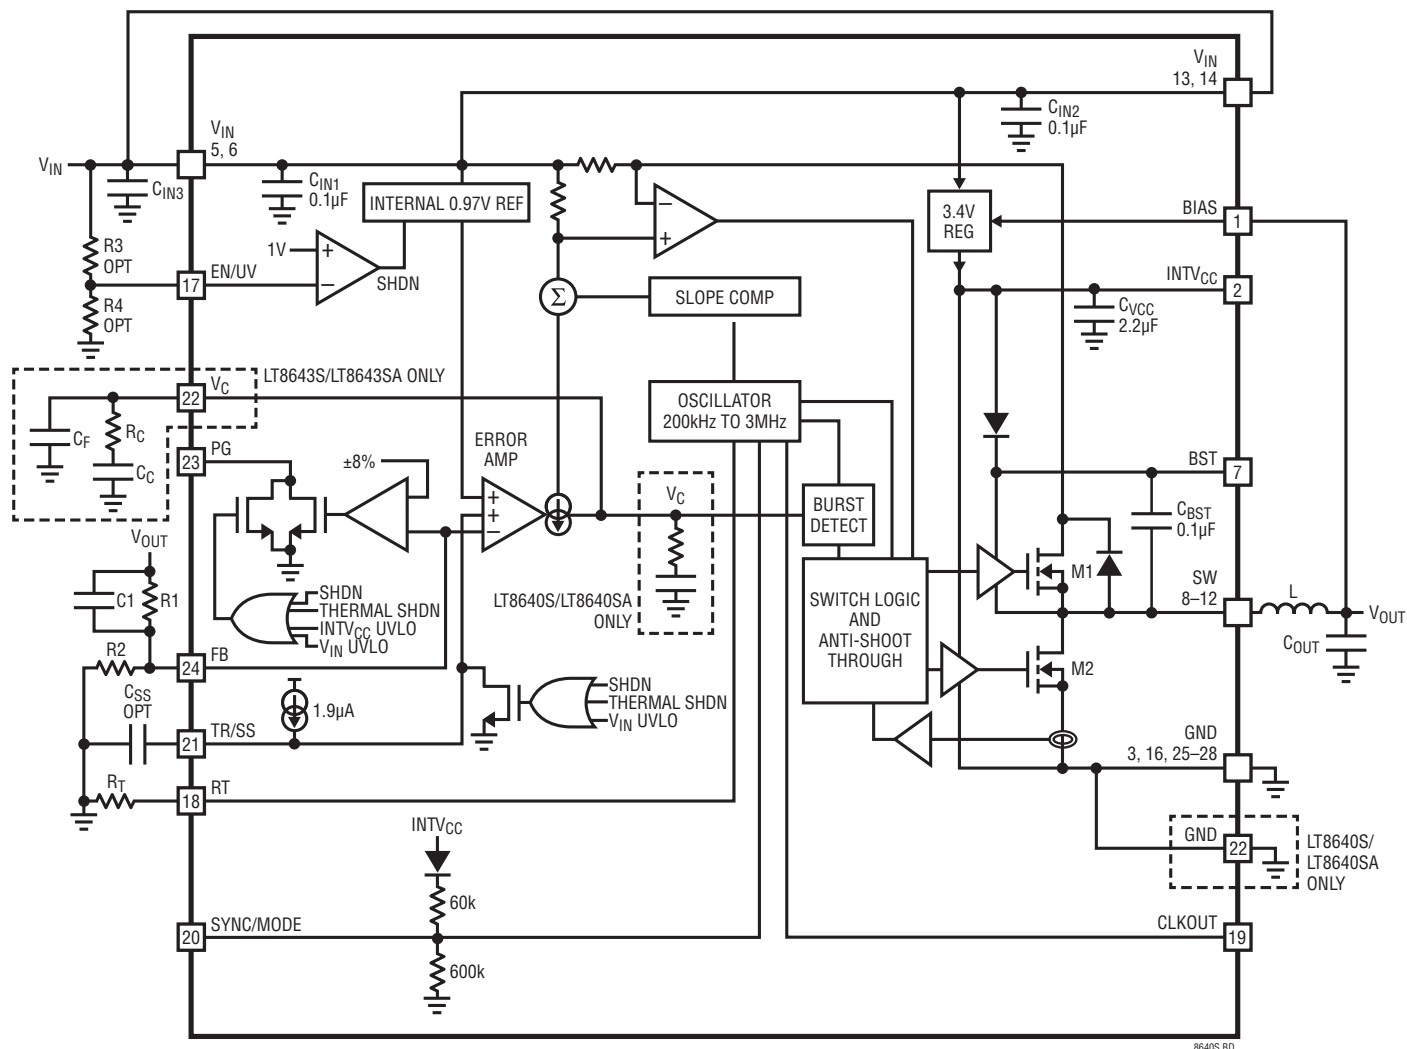 VIN
13, 14
CIN2
0.1µF
VIN
5, 6
VIN
CIN3
CIN1
0.1µF
INTERNAL 0.97V REF
R3
OPT
1V
+
–
SHDN
17
EN/UV
R4
OPT
–
+
Σ
SLOPE COMP
3.4V
REG
BIAS
1
INTVCC
2
CVCC
2.2µF
LT8643S/LT8643SA ONLY
VC
22
CF
RC
CC
OSCILLATOR
200kHz TO 3MHz
PG
23
±8%
ERROR
AMP
+
+
–
VC
LT8640S/LT8640SA
ONLY
BURST
DETECT
BST
7
CBST
0.1µF
VOUT
C1
R1
SHDN
THERMAL SHDN
INTVCC UVLO
VIN UVLO
SWITCH LOGIC
AND
ANTI-SHOOT
THROUGH
M1
SW
8–12
L
VOUT
COUT
M2
R2
FB
24
CSS
OPT
1.9µA
SHDN
THERMAL SHDN
VIN UVLO
TR/SS
21
GND
3, 16, 25–28
RT
RT
18
INTVCC
GND
22
LT8640S/
LT8640SA
ONLY
60k
SYNC/MODE
20
CLKOUT
19
600k
8640S BD